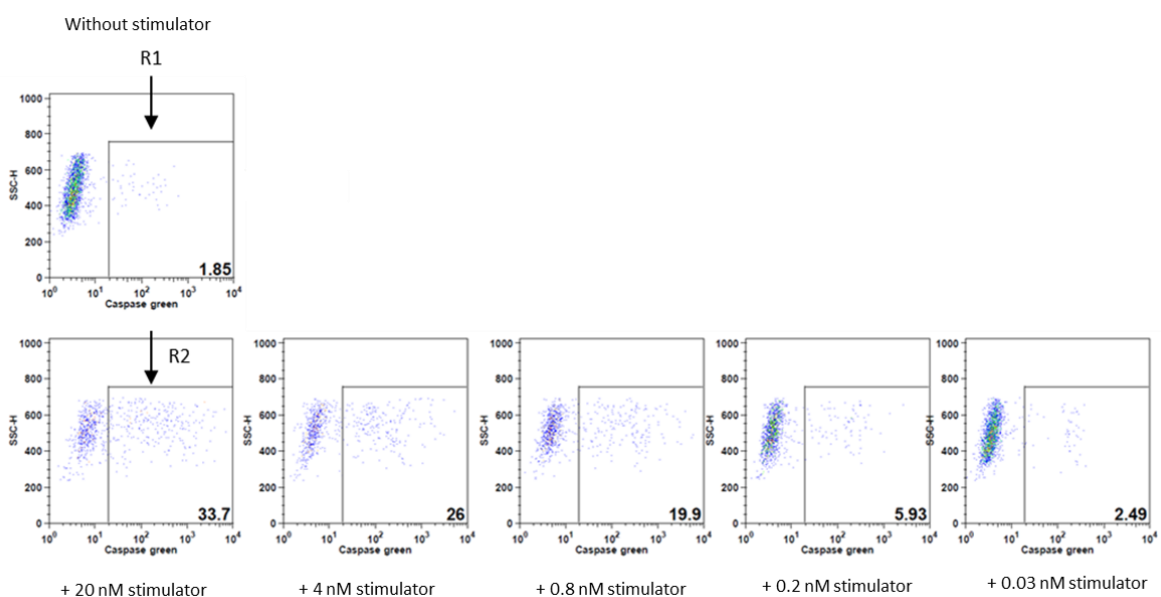 Without stimulator
R1
1000
800
600
400
200
0
SSC-H
1.85
10^0 10^1 10^2 10^3 10^4
Caspase green
R2
1000
800
600
400
200
0
SSC-H
33.7
10^0 10^1 10^2 10^3 10^4
Caspase green
+ 20 nM stimulator
1000
800
600
400
200
0
SSC-H
26
10^0 10^1 10^2 10^3 10^4
Caspase green
+ 4 nM stimulator
1000
800
600
400
200
0
SSC-H
19.9
10^0 10^1 10^2 10^3 10^4
Caspase green
+ 0.8 nM stimulator
1000
800
600
400
200
0
SSC-H
5.93
10^0 10^1 10^2 10^3 10^4
Caspase green
+ 0.2 nM stimulator
1000
800
600
400
200
0
SSC-H
2.49
10^0 10^1 10^2 10^3 10^4
Caspase green
+ 0.03 nM stimulator